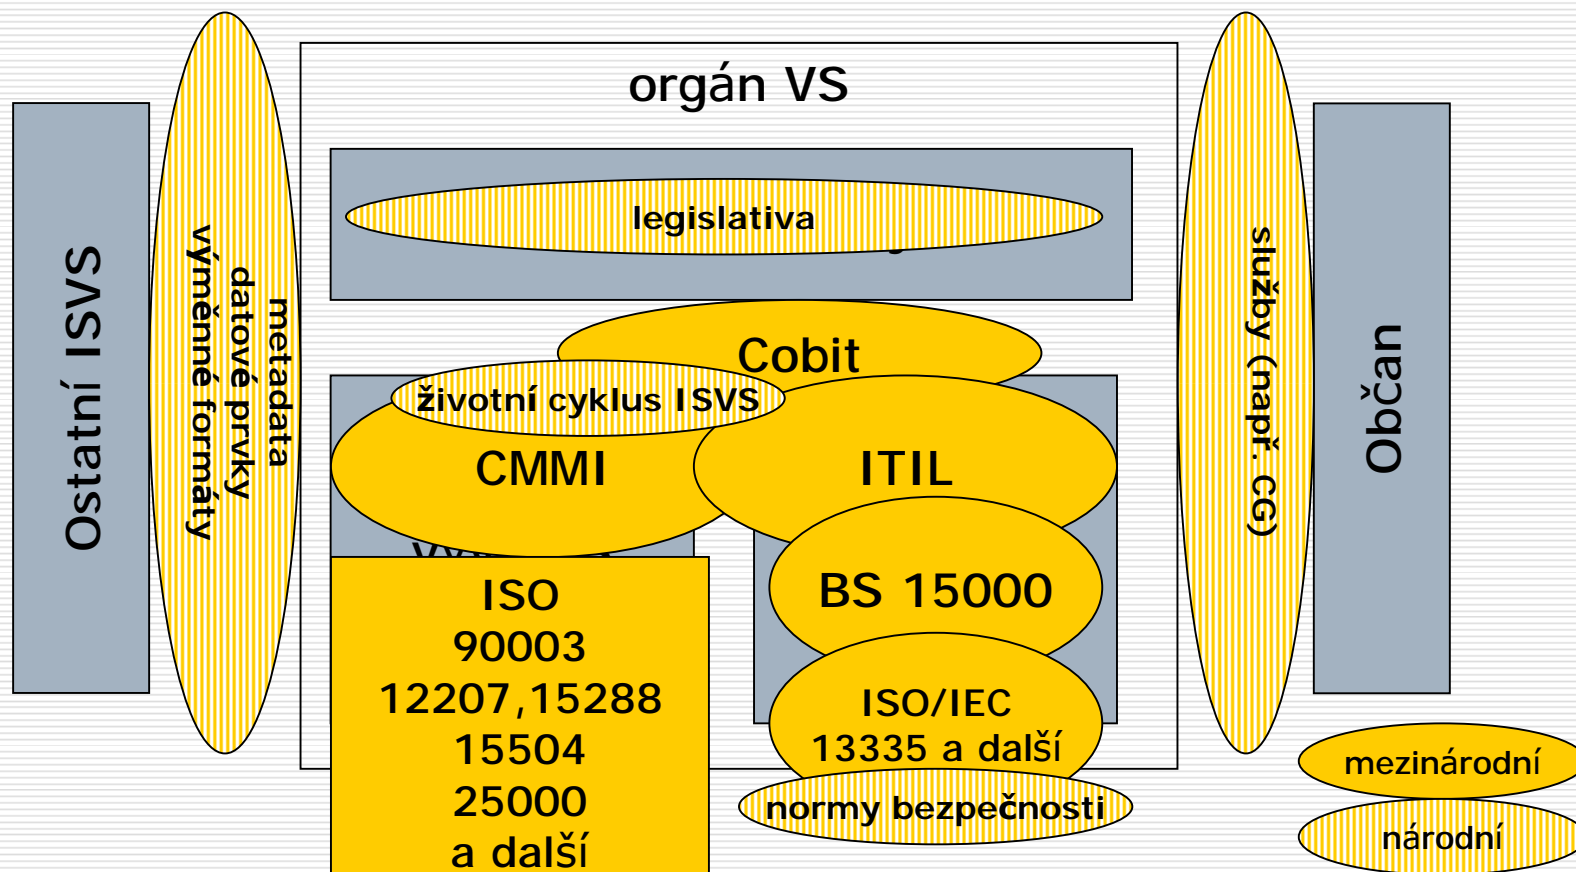 orgán VS
Ostatní ISVS
metadata
datové prvky
výměnné formáty
legislativa
Cobit
životní cyklus ISVS
CMMI
ITIL
BS 15000
ISO
90003
12207,15288
15504
25000
a další
ISO/IEC
13335 a další
normy bezpečnosti
služby (např. CG)
Občan
mezinárodní
národní